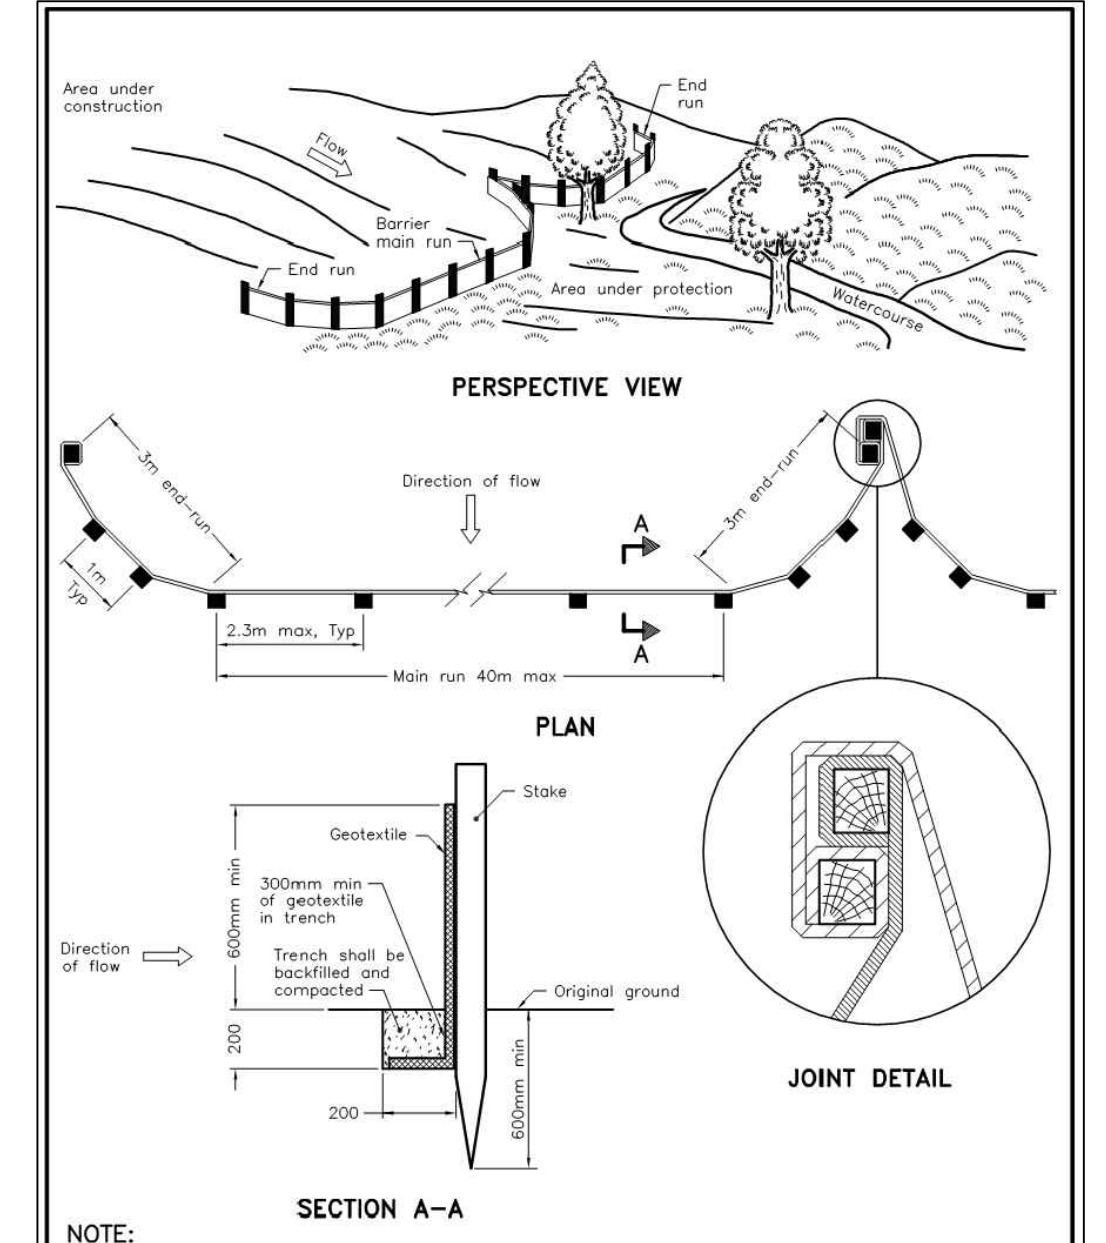 Area under
construction
End
run
Flow
Barrier
main run
End run
Area under protection
Watercourse
PERSPECTIVE VIEW
3m end-run
3m end-run
Direction of flow
A
1m
Typ
2.3m max, Typ
A
Main run 40m max
PLAN
Stake
Geotextile
600mm min
300mm min
of geotextile
in trench
Direction
of flow
Trench shall be
backfilled and
compacted
Original ground
200
600mm min
200
JOINT DETAIL
SECTION A-A
NOTE: